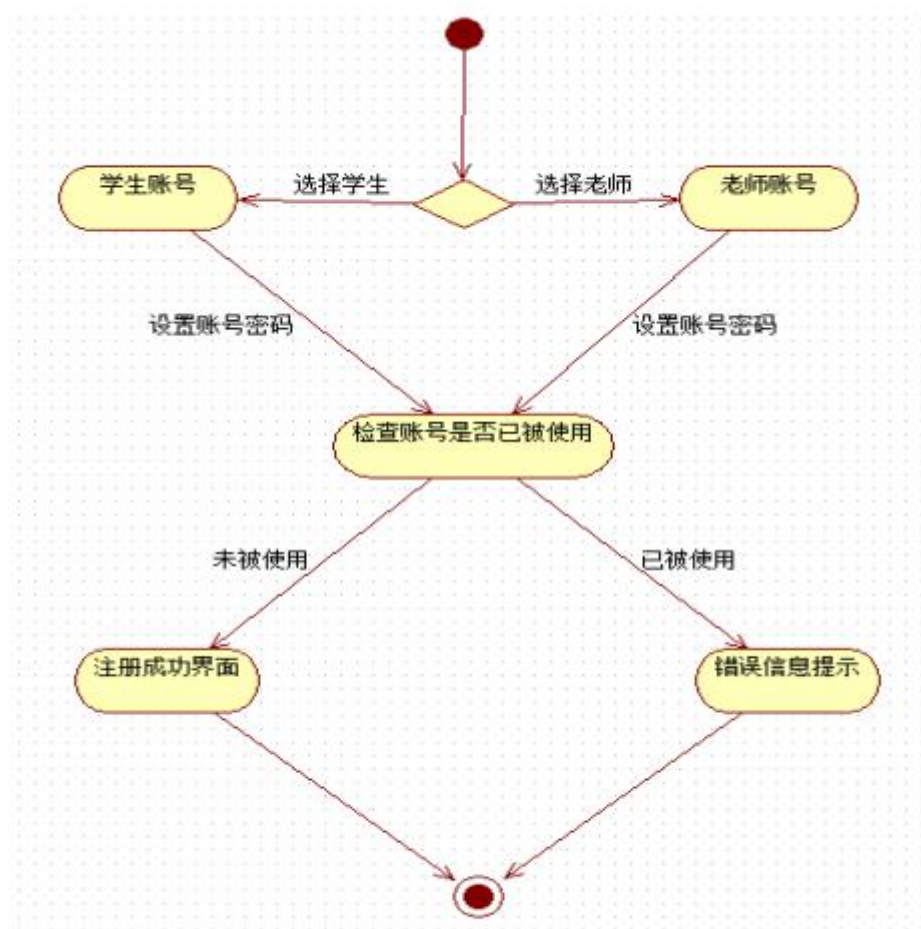 学生账号
选择学生
选择老师
老师账号
设置账号密码
设置账号密码
检查账号是否已被使用
未被使用
已被使用
注册成功界面
错误信息提示